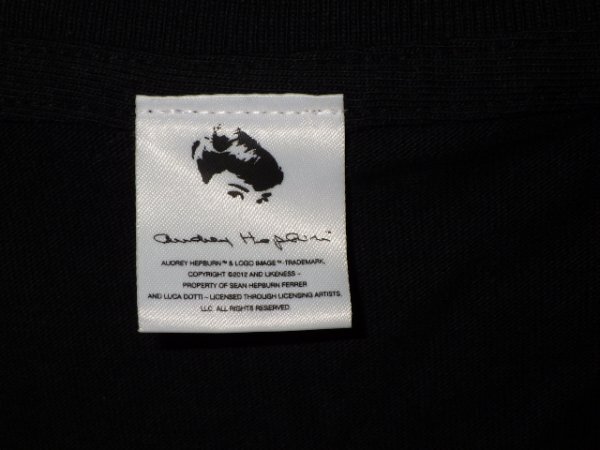 Audrey Hepburn
AUDREY HEPBURN™ & LOGO IMAGE™-TRADEMARK,
COPYRIGHT ©2012 AND LIKENESS –
PROPERTY OF SEAN HEPBURN FERRER
AND LUCA DOTTI – LICENSED THROUGH LICENSING ARTISTS,
LLC. ALL RIGHTS RESERVED.